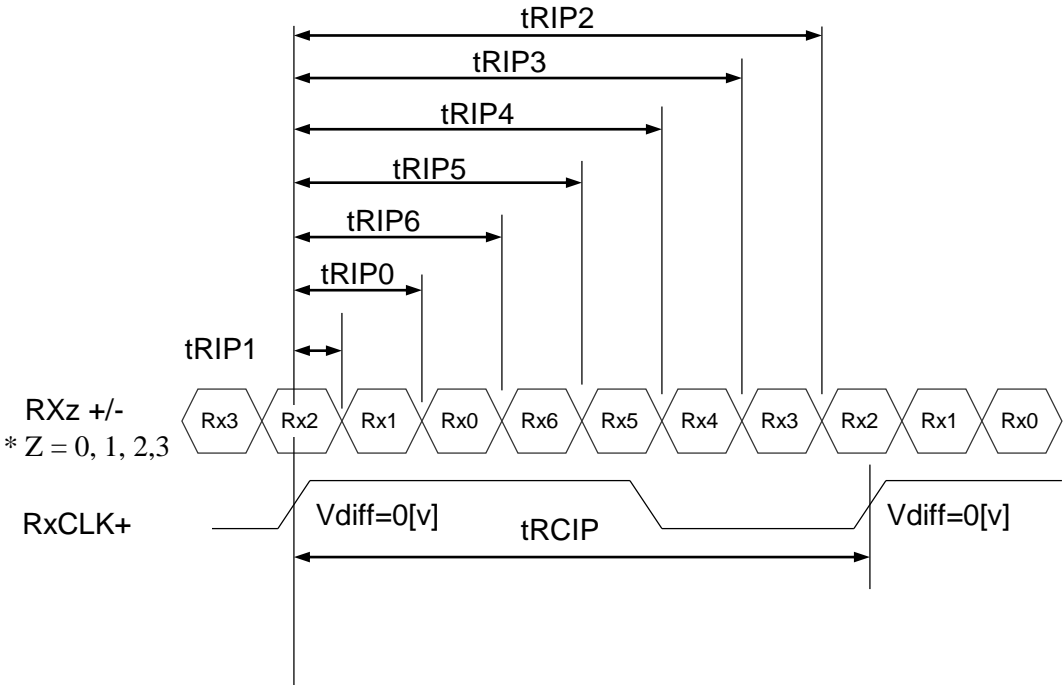 tRIP2
tRIP3
tRIP4
tRIP5
tRIP6
tRIP0
tRIP1
RXz +/-
* Z = 0, 1, 2,3
Rx3 Rx2 Rx1 Rx0 Rx6 Rx5 Rx4 Rx3 Rx2 Rx1 Rx0
RxCLK+
Vdiff=0[v] Vdiff=0[v]
tRCIP